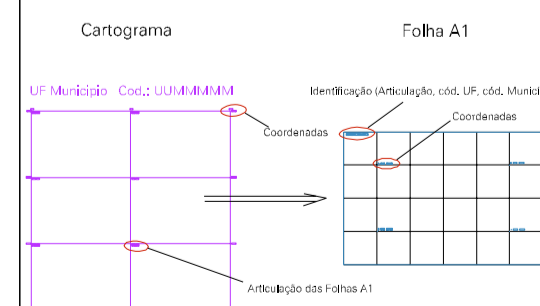 Cartograma
Folha A1
UF Municipio Cod.: UUMMMMM
Identificação (Articulação, cód. UF, cód. Munici
Coordenadas
Coordenadas
Articulação das Folhas A1